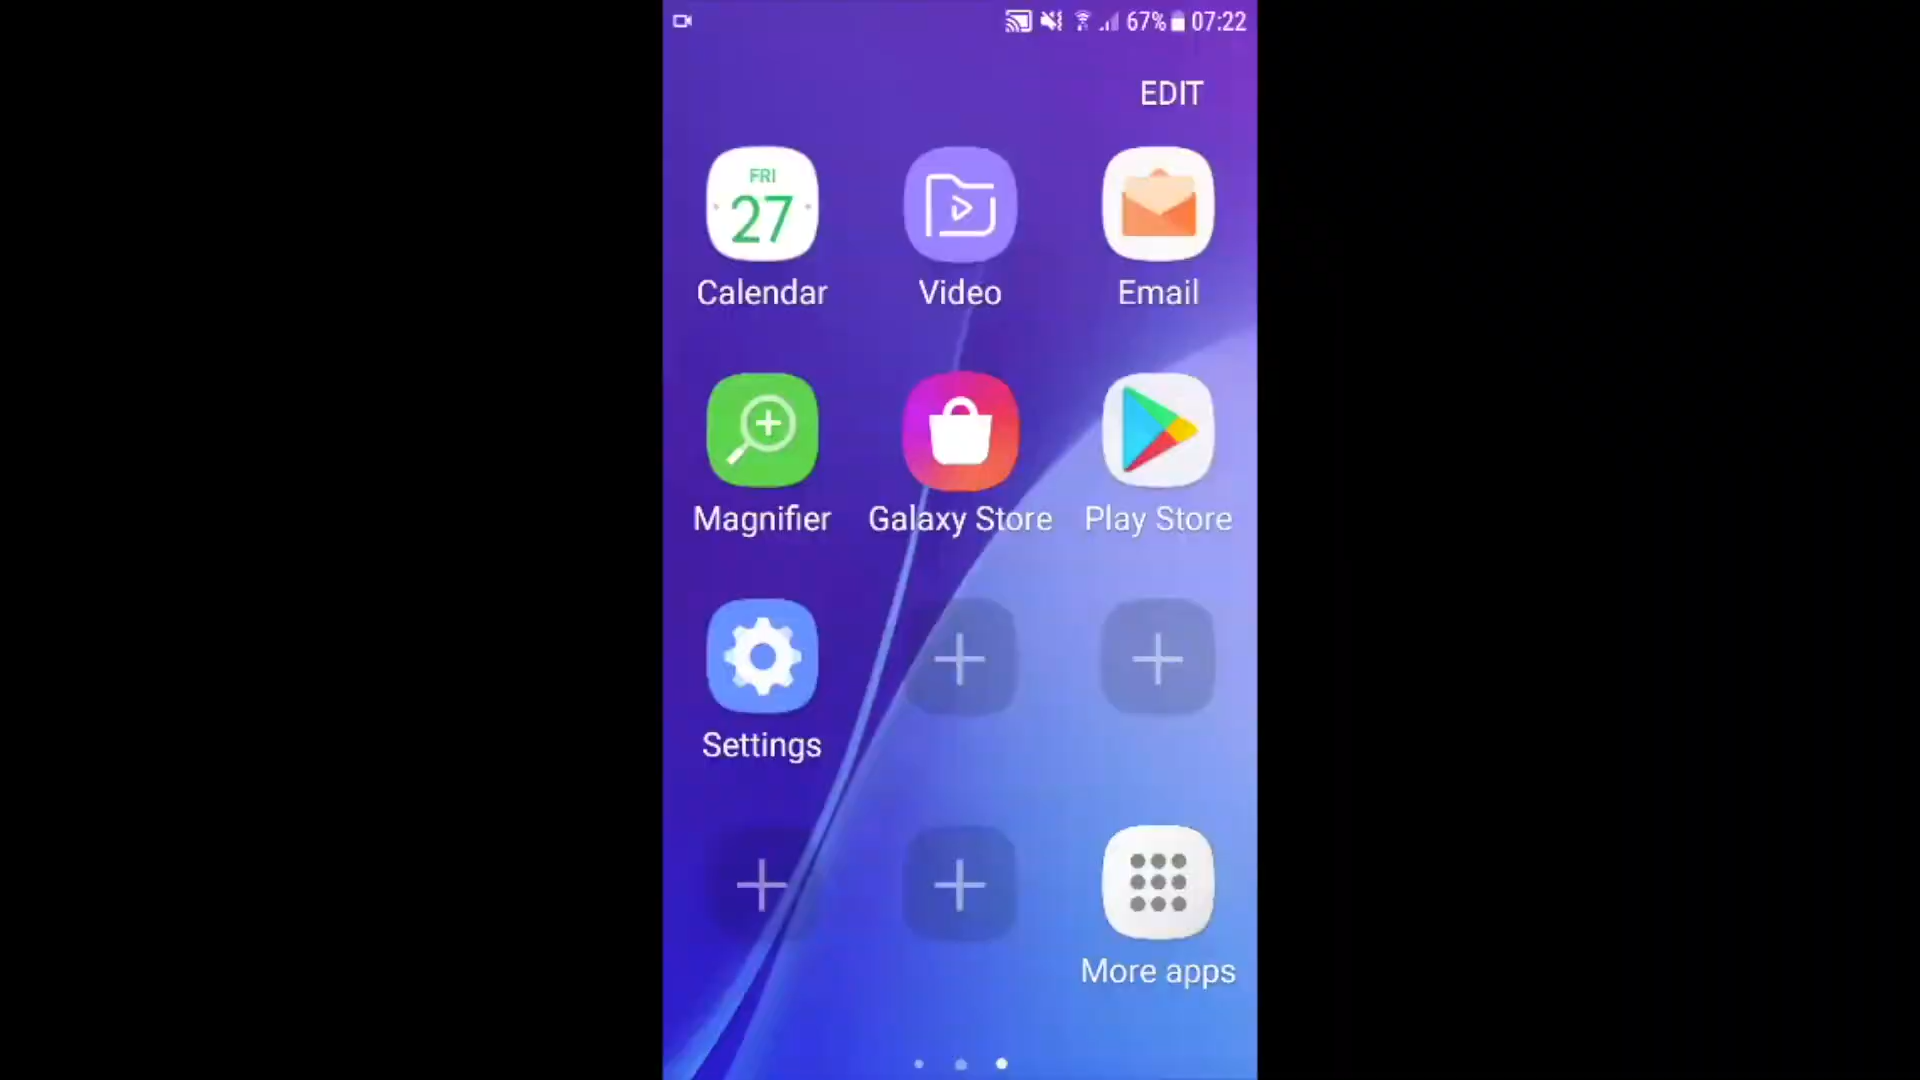 67% 07:22
EDIT
FRI
27
Calendar Video Email
Magnifier Galaxy Store Play Store
Settings
More apps